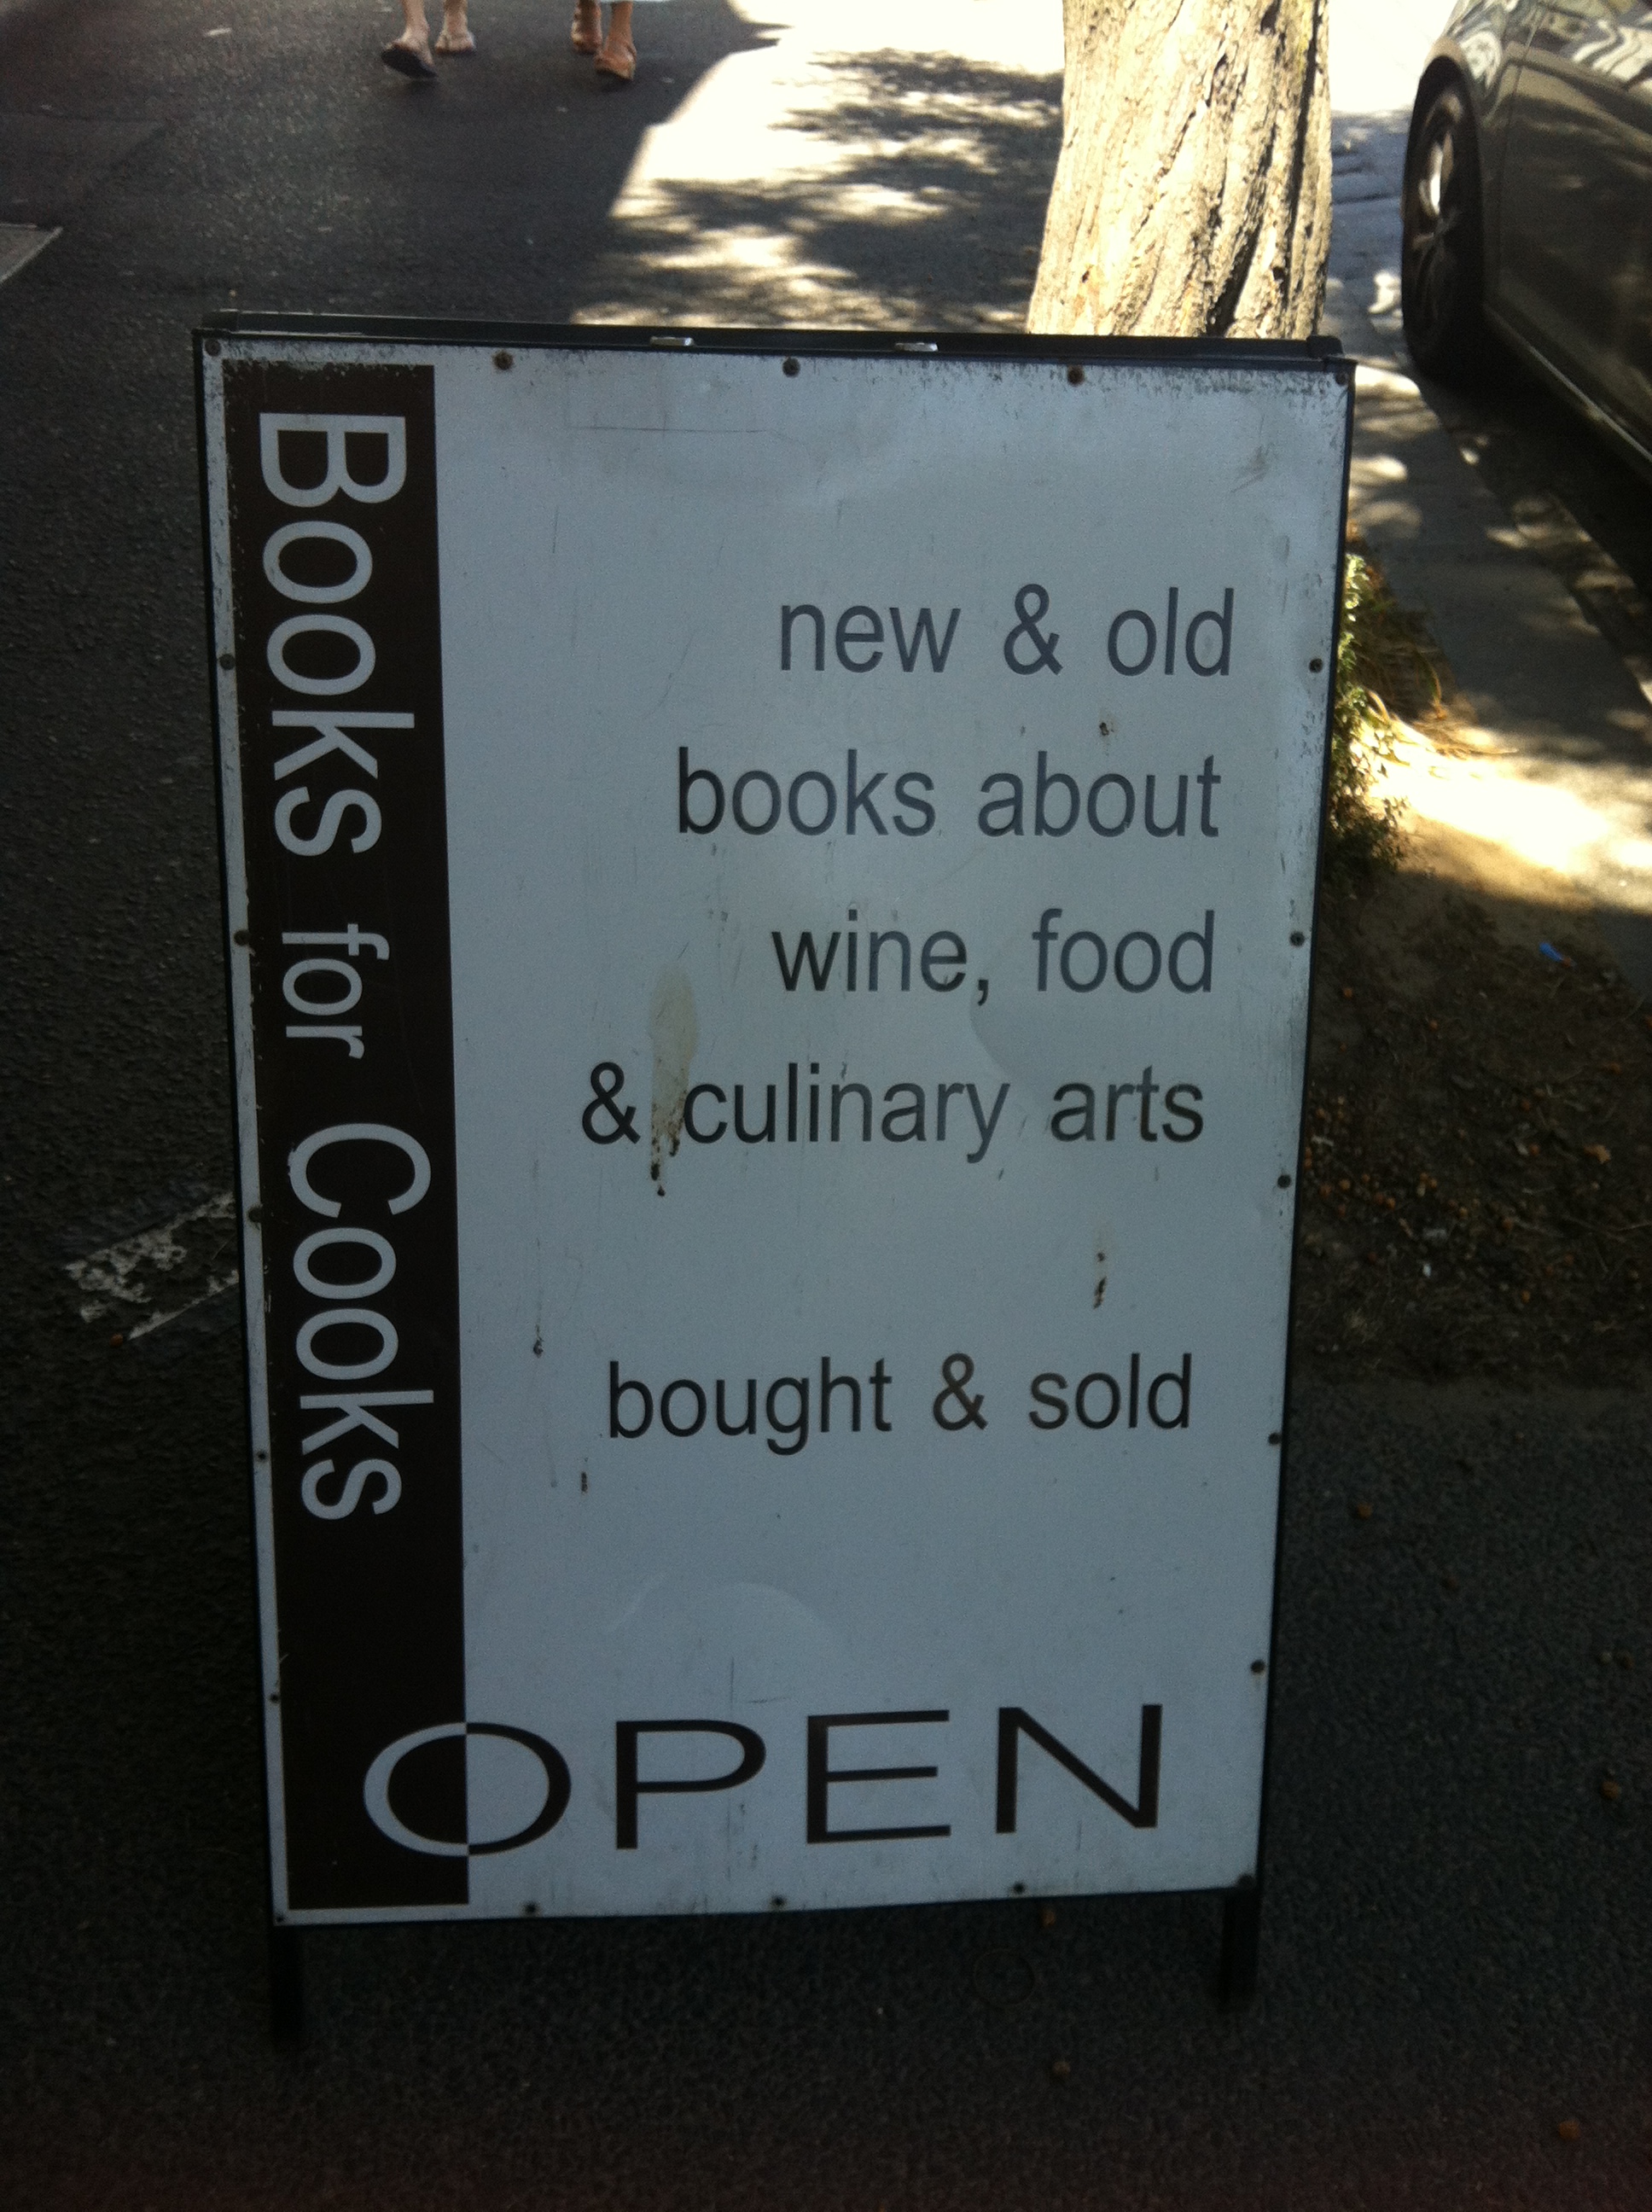 Books for Cooks
new & old
books about
wine, food
& culinary arts
bought & sold
OPEN